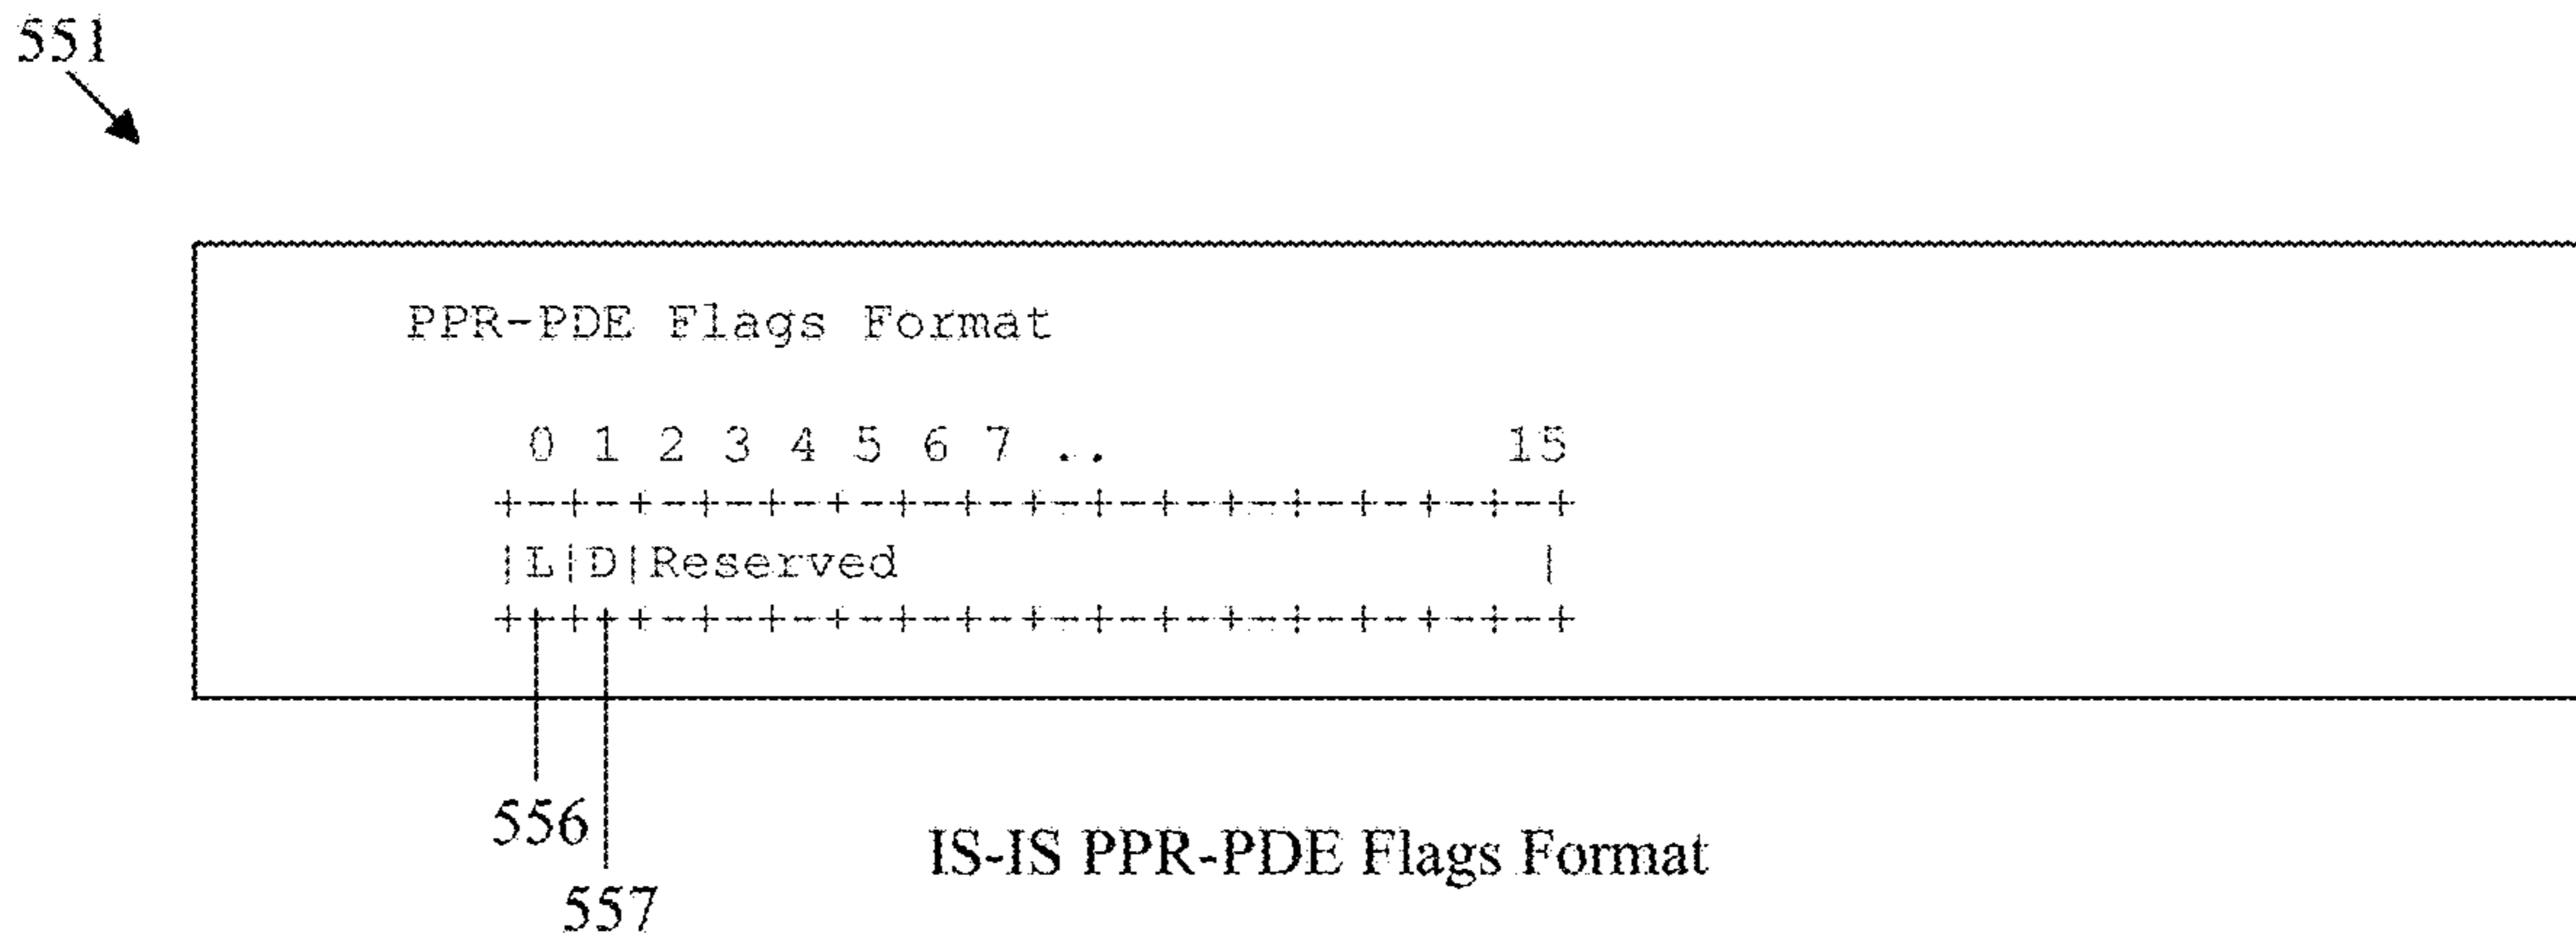 551
PPR-PDE Flags Format
0 1 2 3 4 5 6 7 .. 15
+-+-+-+-+-+-+-+-+-+-+-+-+-+-+-+-+
|L|D|Reserved |
+-+-+-+-+-+-+-+-+-+-+-+-+-+-+-+-+
556
557
IS-IS PPR-PDE Flags Format